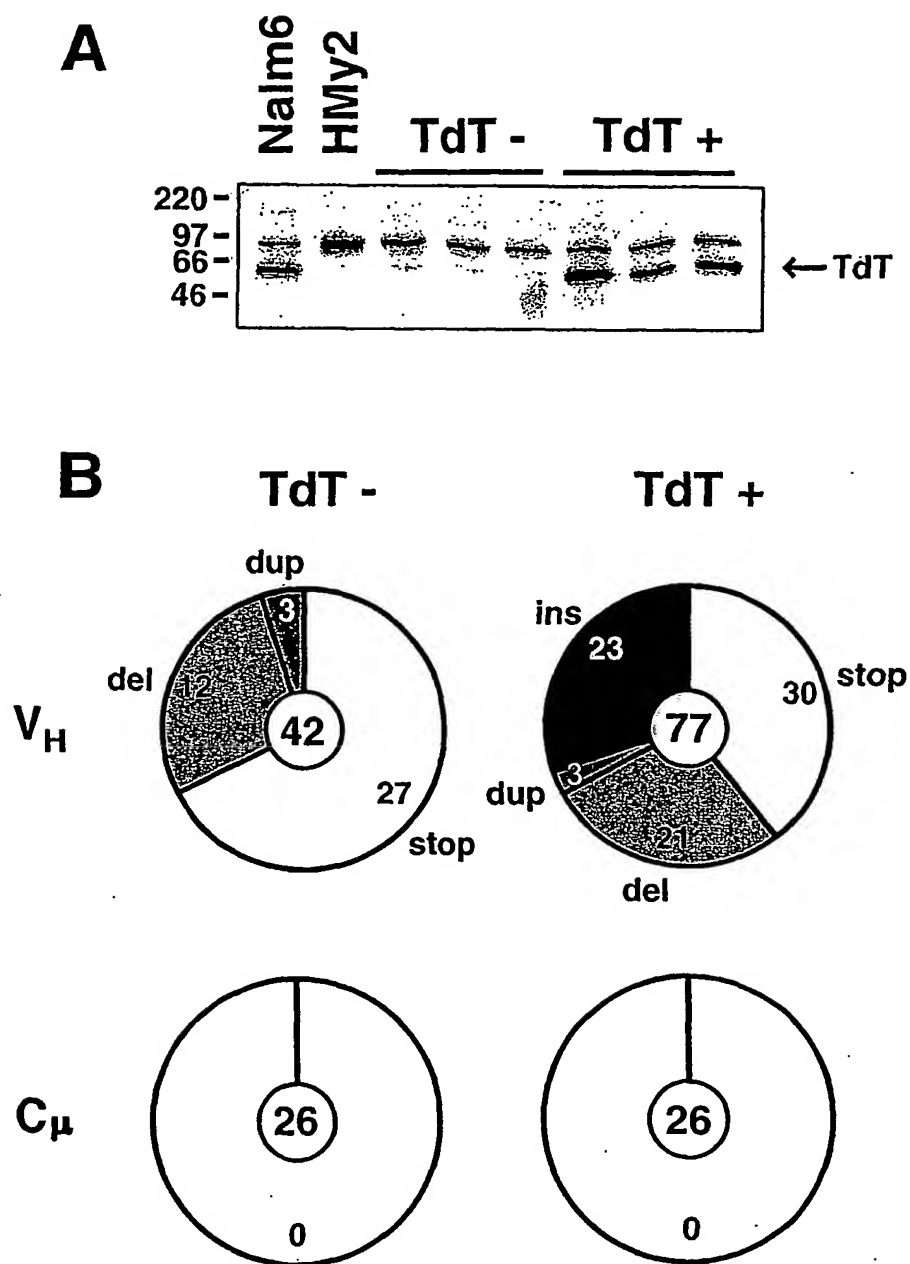 A
Nalm6
HMy2
TdT -
TdT +
220
97
66
46
←TdT
B
TdT -
TdT +
VH
dup
3
del
12
42
27
stop
ins
23
77
30
stop
dup
3
21
del
Cμ
26
0
26
0